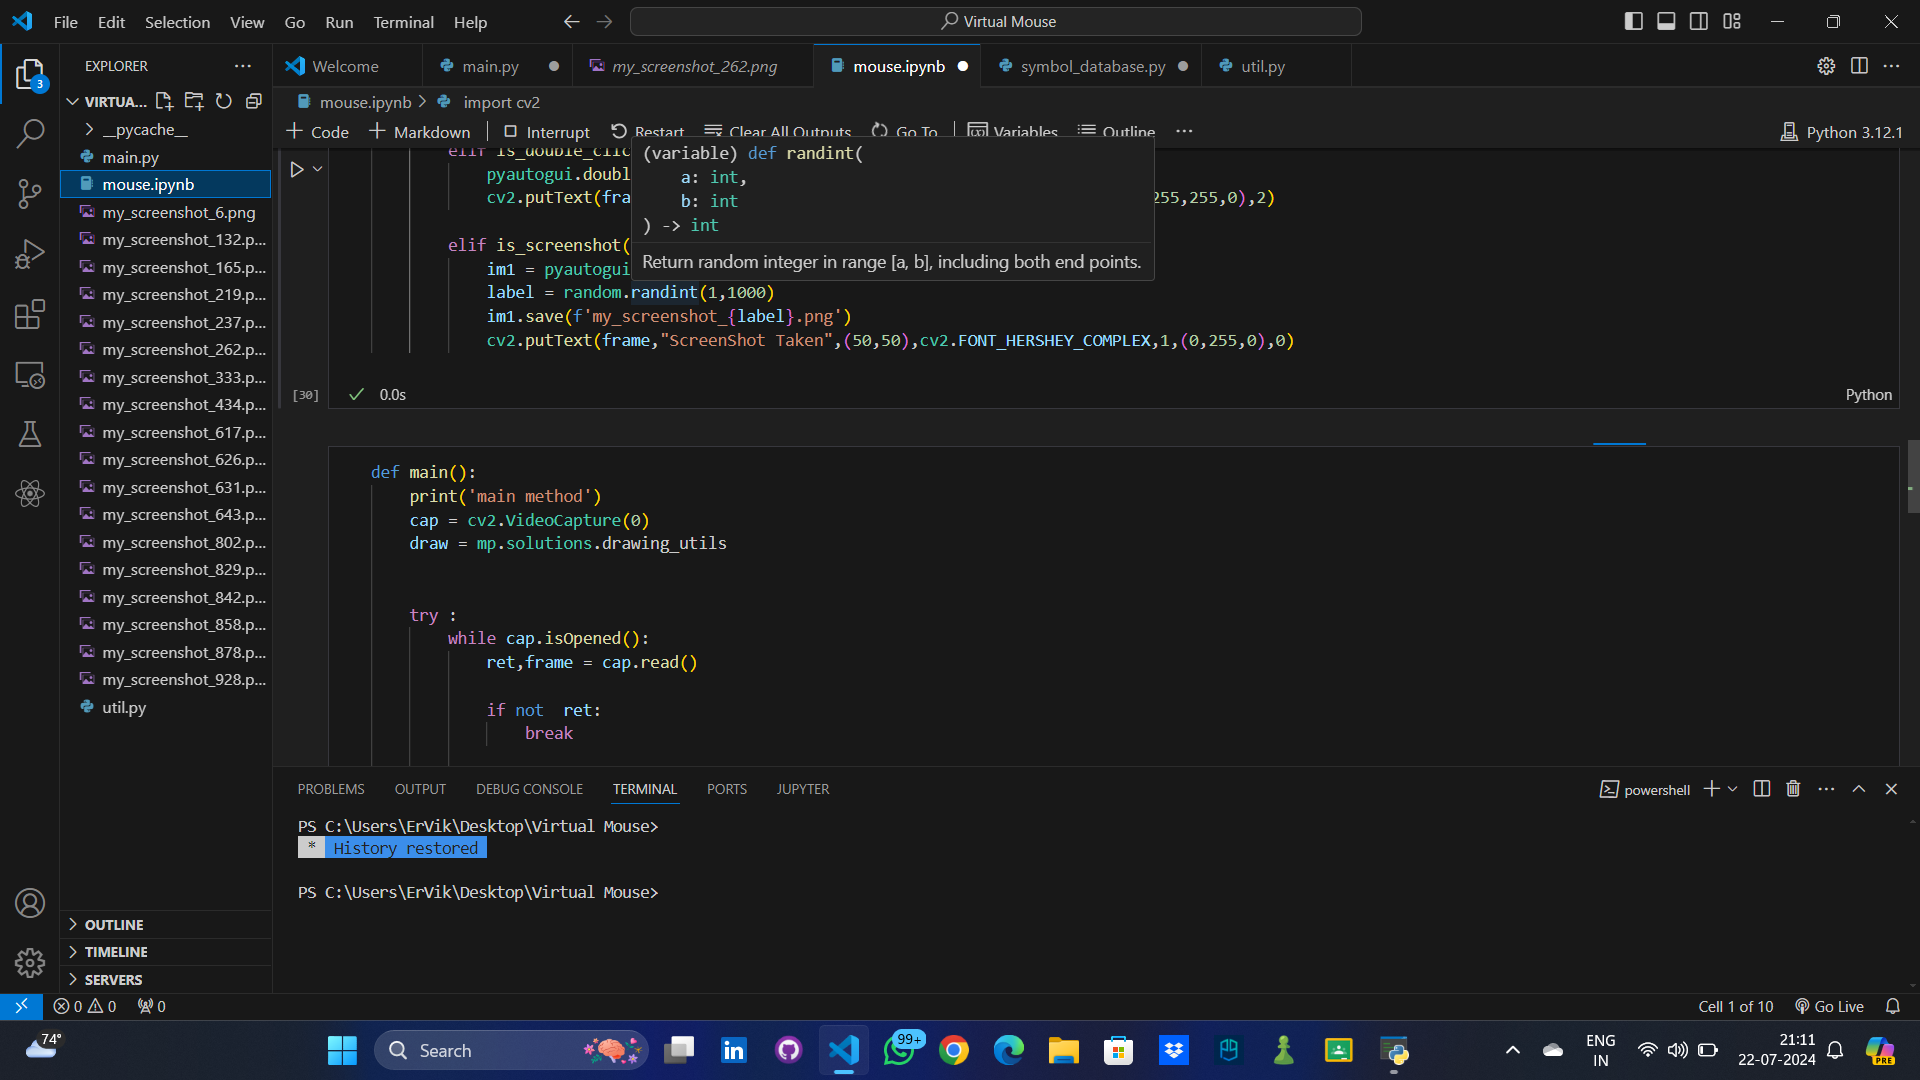 File Edit Selection View Go Run Terminal Help
Virtual Mouse
EXPLORER
Welcome
main.py
my_screenshot_262.png
mouse.ipynb
symbol_database.py
util.py
3
VIRTUA...
mouse.ipynb > import cv2
Code Markdown Interrupt Restart Clear All Outputs Go To Variables Outline ...
Python 3.12.1
__pycache__
main.py
mouse.ipynb
my_screenshot_6.png
my_screenshot_132.p...
my_screenshot_165.p...
my_screenshot_219.p...
my_screenshot_237.p...
my_screenshot_262.p...
my_screenshot_333.p...
my_screenshot_434.p...
my_screenshot_617.p...
my_screenshot_626.p...
my_screenshot_631.p...
my_screenshot_643.p...
my_screenshot_802.p...
my_screenshot_829.p...
my_screenshot_842.p...
my_screenshot_858.p...
my_screenshot_878.p...
my_screenshot_928.p...
util.py
OUTLINE
TIMELINE
SERVERS
elif is_double_clic
pyautogui.doubl
cv2.putText(fra 255,255,0),2)
(variable) def randint(
a: int,
b: int
) -> int
Return random integer in range [a, b], including both end points.
elif is_screenshot(
im1 = pyautogui
label = random.randint(1,1000)
im1.save(f'my_screenshot_{label}.png')
cv2.putText(frame,"ScreenShot Taken",(50,50),cv2.FONT_HERSHEY_COMPLEX,1,(0,255,0),0)
[30] 0.0s Python
def main():
print('main method')
cap = cv2.VideoCapture(0)
draw = mp.solutions.drawing_utils
try :
while cap.isOpened():
ret,frame = cap.read()
if not  ret:
break
PROBLEMS OUTPUT DEBUG CONSOLE TERMINAL PORTS JUPYTER
powershell
PS C:\Users\ErVik\Desktop\Virtual Mouse>
* History restored
PS C:\Users\ErVik\Desktop\Virtual Mouse>
0 0 0
Cell 1 of 10 Go Live
74°
Search
99+
ENG
IN
21:11
22-07-2024
PRE